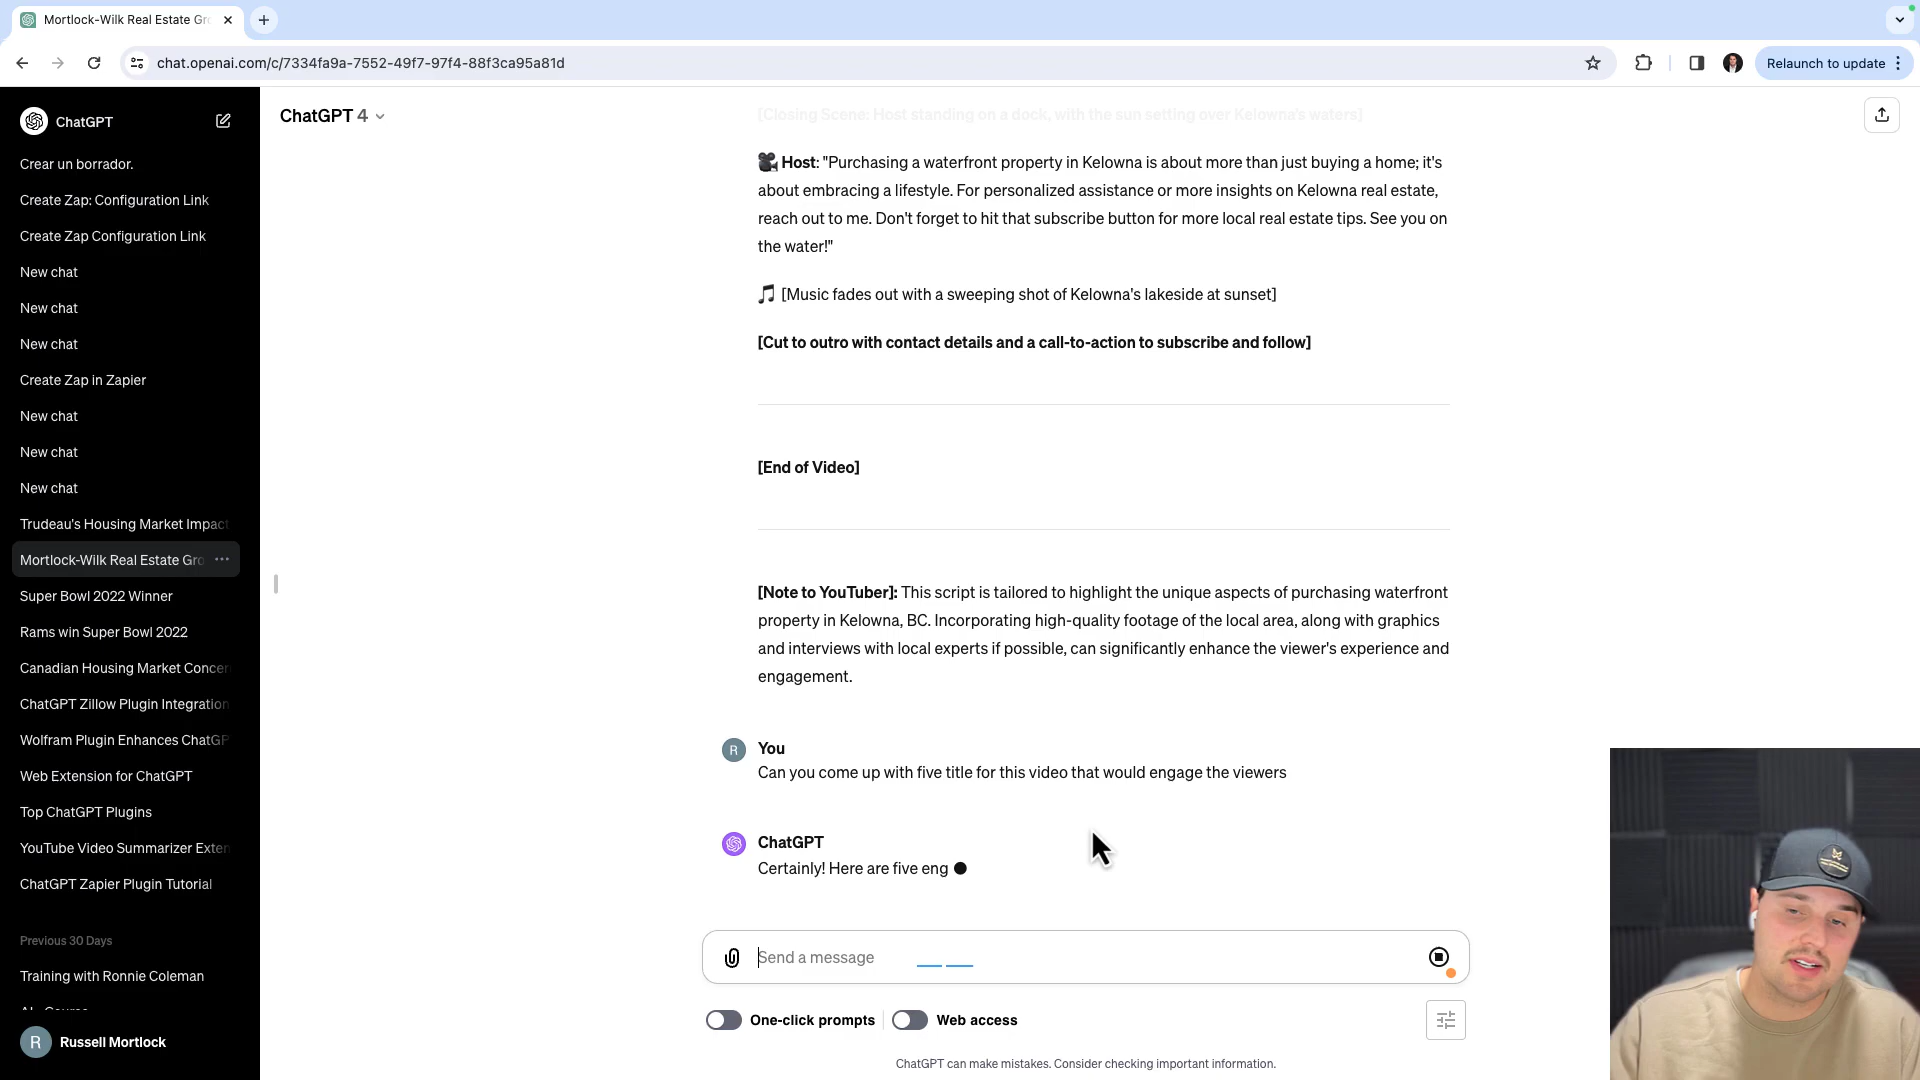 Mortlock-Wilk Real Estate Gr
chat.openai.com/c/7334fa9a-7552-49f7-97f4-88f3ca95a81d
Relaunch to update
ChatGPT
ChatGPT 4
Crear un borrador.
Create Zap: Configuration Link
Create Zap Configuration Link
New chat
New chat
New chat
Create Zap in Zapier
New chat
New chat
New chat
Trudeau's Housing Market Impact
Mortlock-Wilk Real Estate Gro
Super Bowl 2022 Winner
Rams win Super Bowl 2022
Canadian Housing Market Concer
ChatGPT Zillow Plugin Integration
Wolfram Plugin Enhances ChatGP
Web Extension for ChatGPT
Top ChatGPT Plugins
YouTube Video Summarizer Exten
ChatGPT Zapier Plugin Tutorial
Previous 30 Days
Training with Ronnie Coleman
R Russell Mortlock
[Closing Scene: Host standing on a dock, with the sun setting over Kelowna's waters]
🎥 Host: "Purchasing a waterfront property in Kelowna is about more than just buying a home; it's
about embracing a lifestyle. For personalized assistance or more insights on Kelowna real estate,
reach out to me. Don't forget to hit that subscribe button for more local real estate tips. See you on
the water!"
🎵 [Music fades out with a sweeping shot of Kelowna's lakeside at sunset]
[Cut to outro with contact details and a call-to-action to subscribe and follow]
[End of Video]
[Note to YouTuber]: This script is tailored to highlight the unique aspects of purchasing waterfront
property in Kelowna, BC. Incorporating high-quality footage of the local area, along with graphics
and interviews with local experts if possible, can significantly enhance the viewer's experience and
engagement.
R You
Can you come up with five title for this video that would engage the viewers
ChatGPT
Certainly! Here are five eng
Send a message
One-click prompts
Web access
ChatGPT can make mistakes. Consider checking important information.